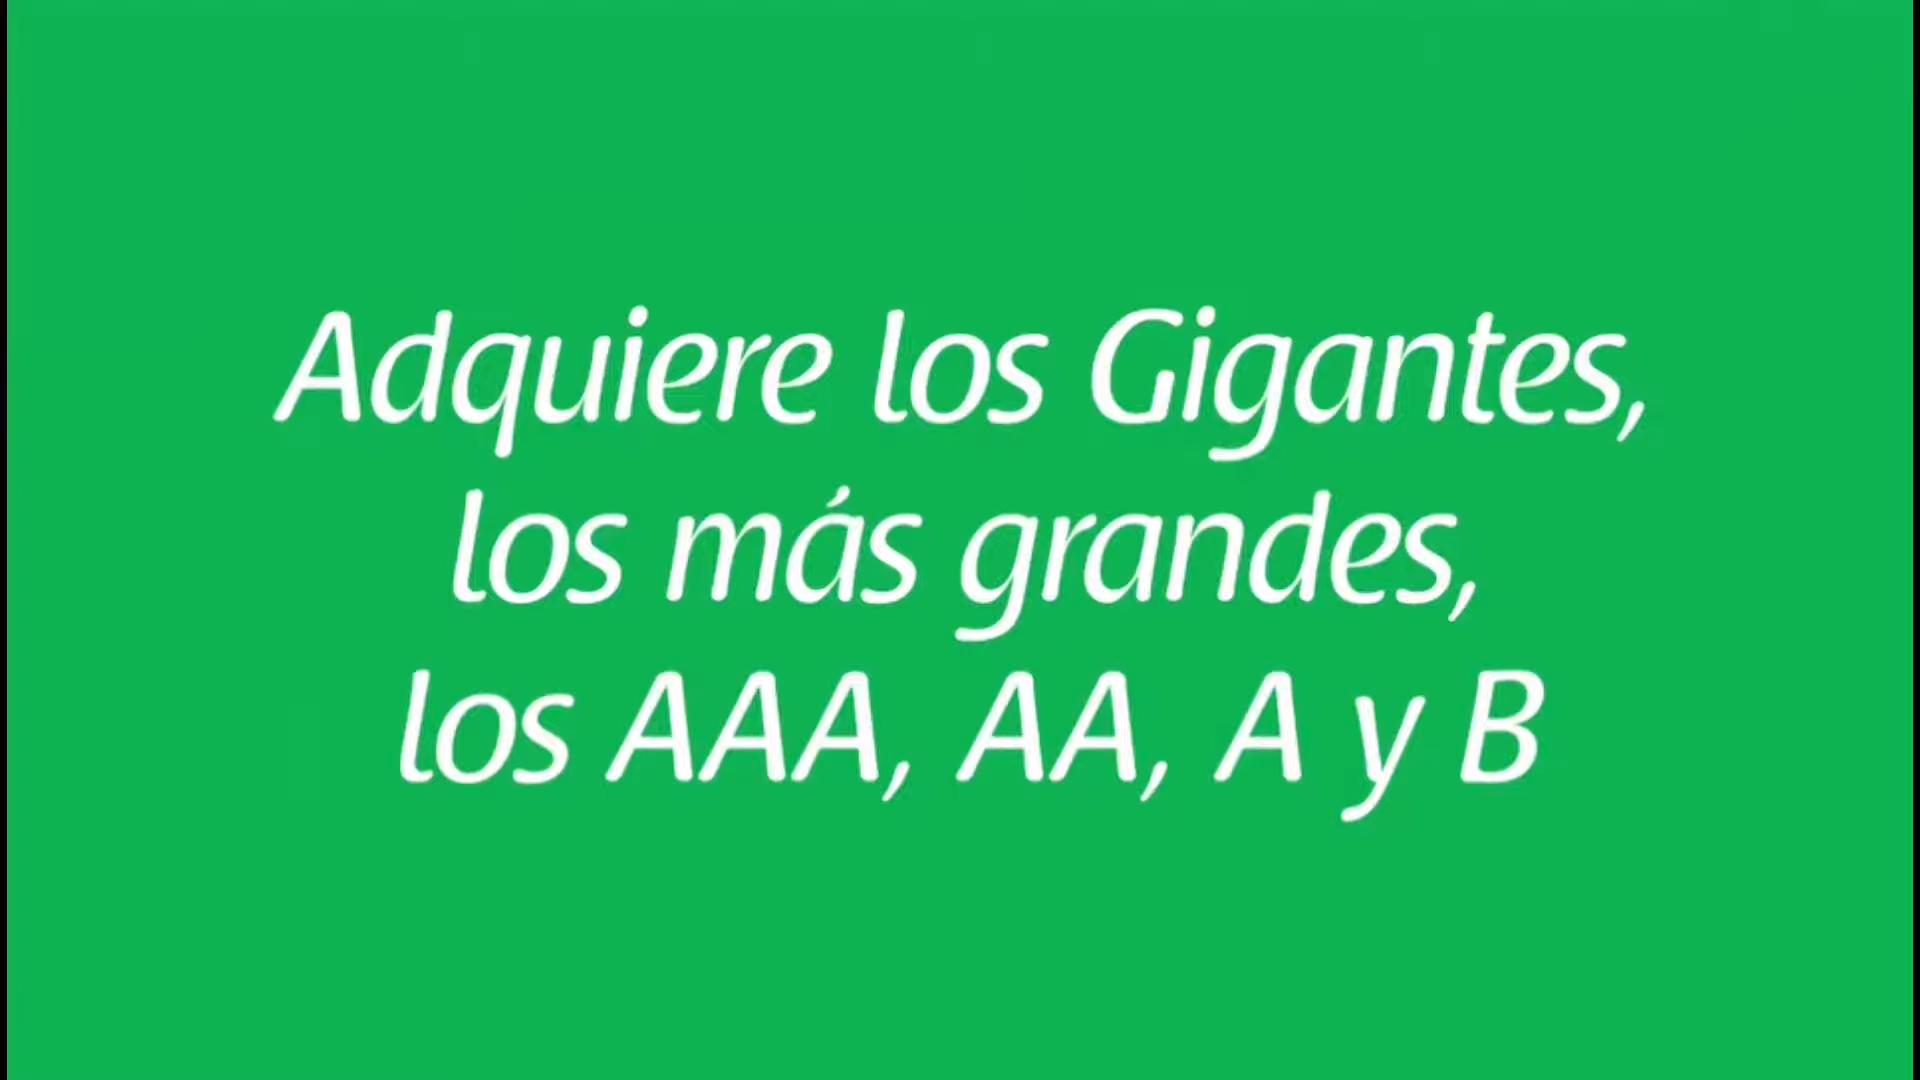 Adquiere los Gigantes,
los más grandes,
los AAA, AA, A y B